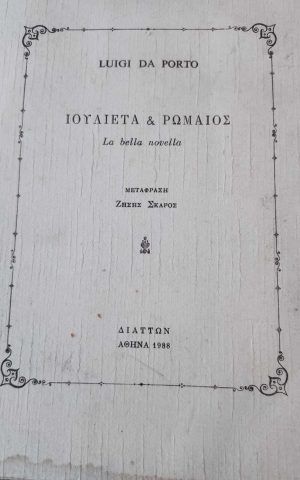 LUIGI DA PORTO
ΙΟΥΛΙΕΤΑ & ΡΩΜΑΙΟΣ
La bella novella
ΜΕΤΑΦΡΑΣΗ
ΖΗΣΗΣ ΣΚΑΡΟΣ
ΔΙΑΤΤΩΝ
ΑΘΗΝΑ 1988